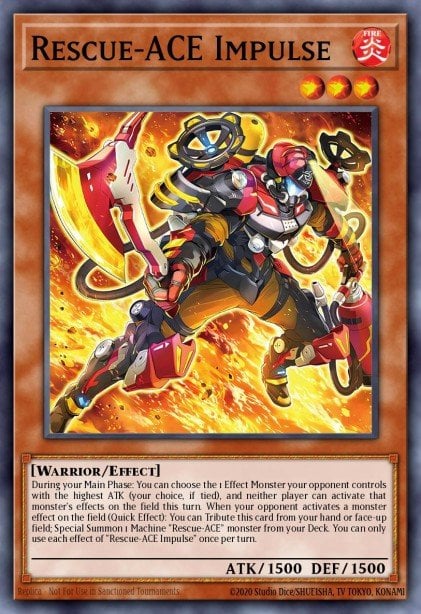 Rescue-ACE Impulse
FIRE
炎
[Warrior/Effect]
During your Main Phase: You can choose the 1 Effect Monster your opponent controls
with the highest ATK (your choice, if tied), and neither player can activate that
monster's effects on the field this turn. When your opponent activates a monster
effect on the field (Quick Effect): You can Tribute this card from your hand or face-up
field; Special Summon 1 Machine "Rescue-ACE" monster from your Deck. You can only
use each effect of "Rescue-ACE Impulse" once per turn.
ATK/1500 DEF/1500
Replica - Not For Use in Sanctioned Tournaments
©2020 Studio Dice/SHUEISHA, TV TOKYO, KONAMI